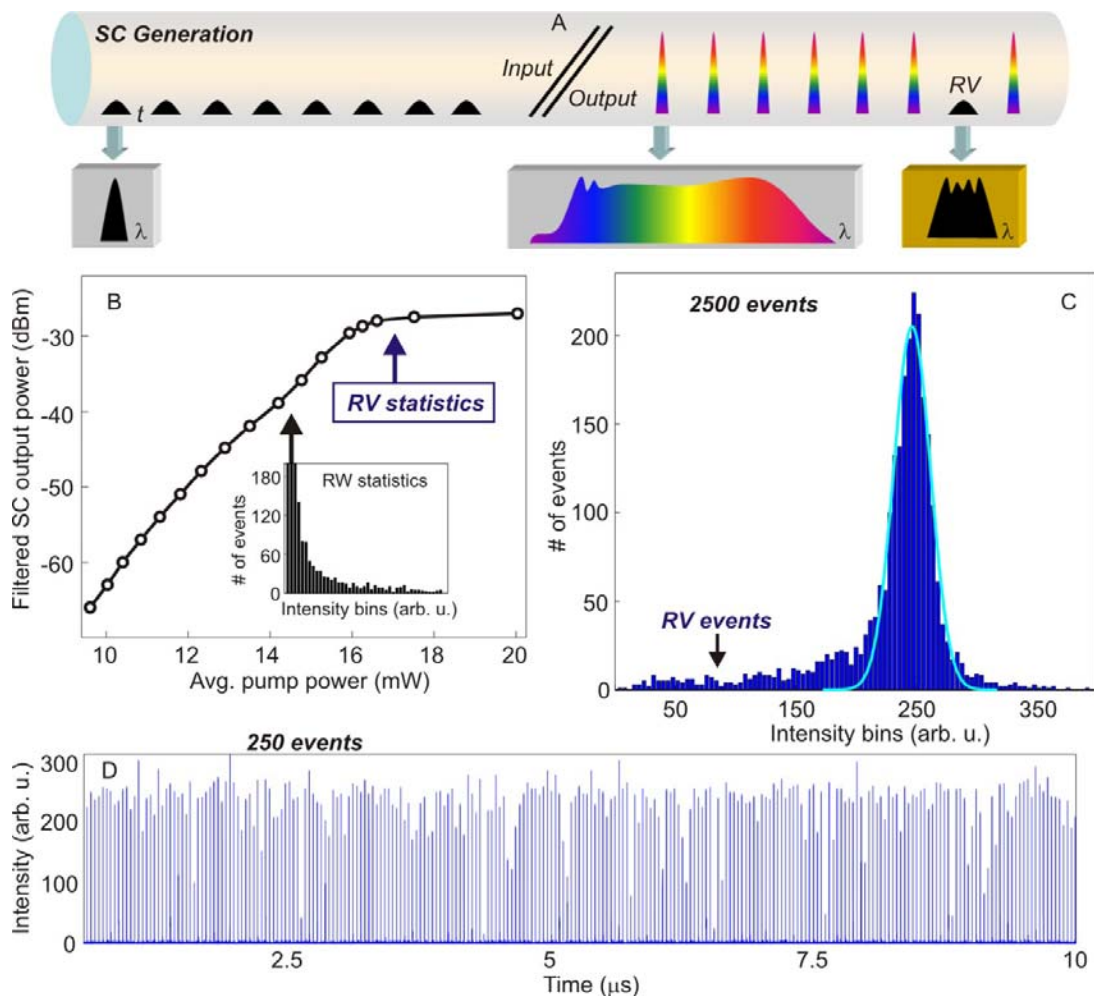 SC Generation
A
Input
Output
RV
t
λ
λ
λ
B
Filtered SC output power (dBm)
-30
-40
-50
-60
RV statistics
RW statistics
# of events
180
120
60
0
Intensity bins (arb. u.)
10 12 14 16 18 20
Avg. pump power (mW)
2500 events
C
# of events
200
150
100
50
0
RV events
50 150 250 350
Intensity bins (arb. u.)
250 events
D
Intensity (arb. u.)
300
200
100
0
2.5 5 7.5 10
Time (μs)